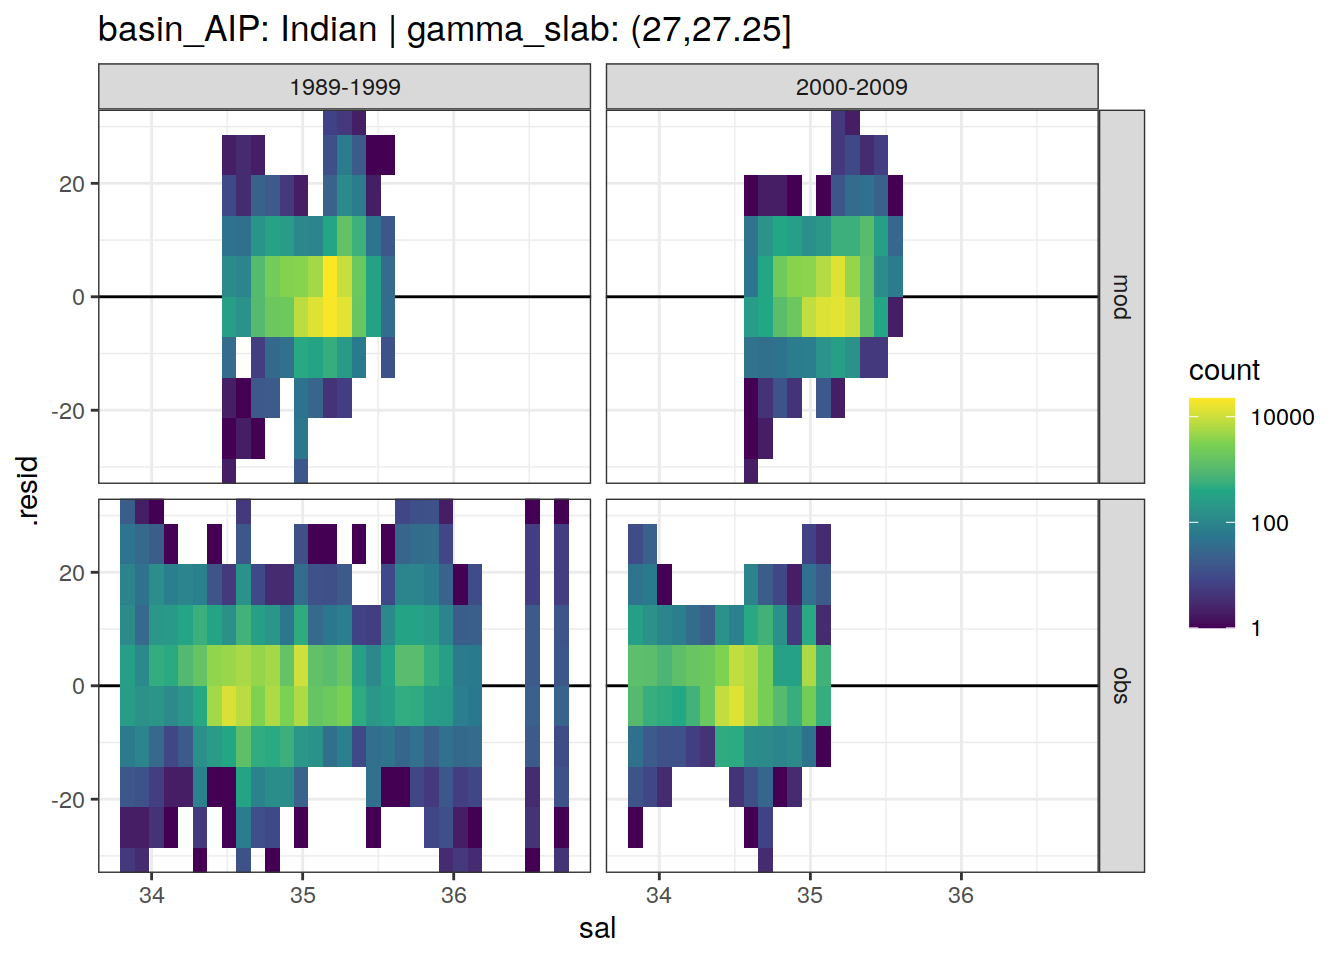 basin_AIP: Indian | gamma_slab: (27,27.25]
1989-1999
2000-2009
20
0
-20
mod
20
0
-20
obs
.resid
34
35
36
34
35
36
sal
count
10000
100
1